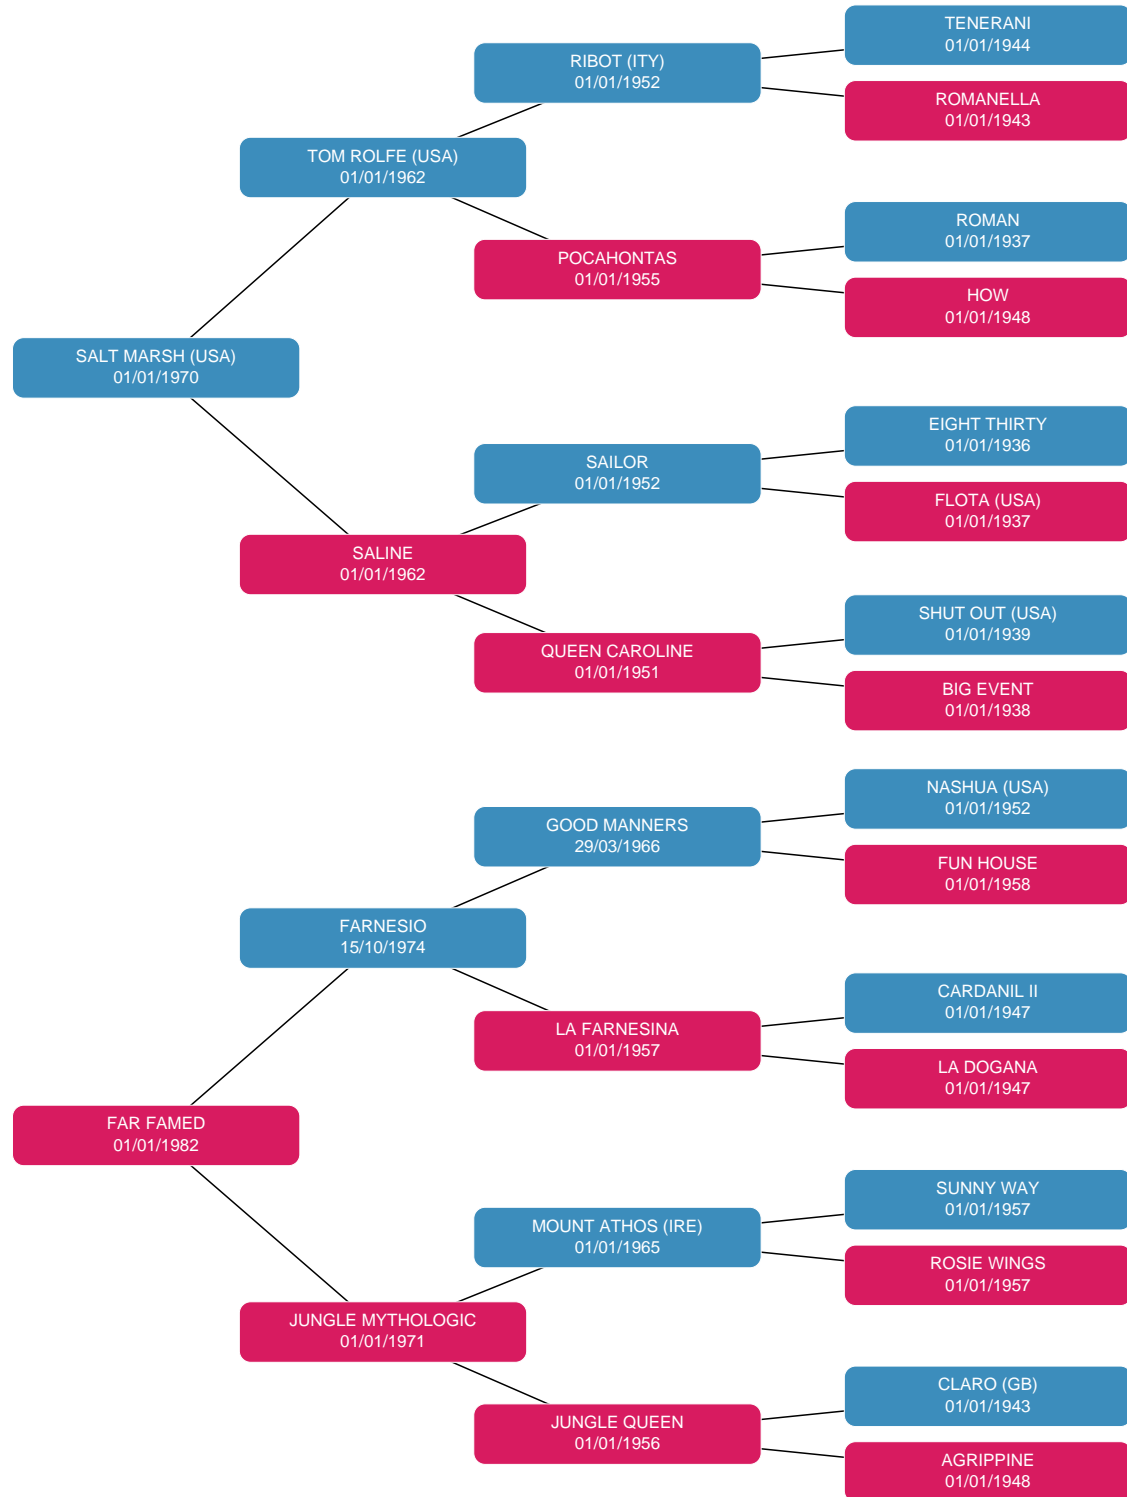 TENERANI
01/01/1944
RIBOT (ITY)
01/01/1952
ROMANELLA
01/01/1943
TOM ROLFE (USA)
01/01/1962
ROMAN
01/01/1937
POCAHONTAS
01/01/1955
HOW
01/01/1948
SALT MARSH (USA)
01/01/1970
EIGHT THIRTY
01/01/1936
SAILOR
01/01/1952
FLOTA (USA)
01/01/1937
SALINE
01/01/1962
SHUT OUT (USA)
01/01/1939
QUEEN CAROLINE
01/01/1951
BIG EVENT
01/01/1938
NASHUA (USA)
01/01/1952
GOOD MANNERS
29/03/1966
FUN HOUSE
01/01/1958
FARNESIO
15/10/1974
CARDANIL II
01/01/1947
LA FARNESINA
01/01/1957
LA DOGANA
01/01/1947
FAR FAMED
01/01/1982
SUNNY WAY
01/01/1957
MOUNT ATHOS (IRE)
01/01/1965
ROSIE WINGS
01/01/1957
JUNGLE MYTHOLOGIC
01/01/1971
CLARO (GB)
01/01/1943
JUNGLE QUEEN
01/01/1956
AGRIPPINE
01/01/1948